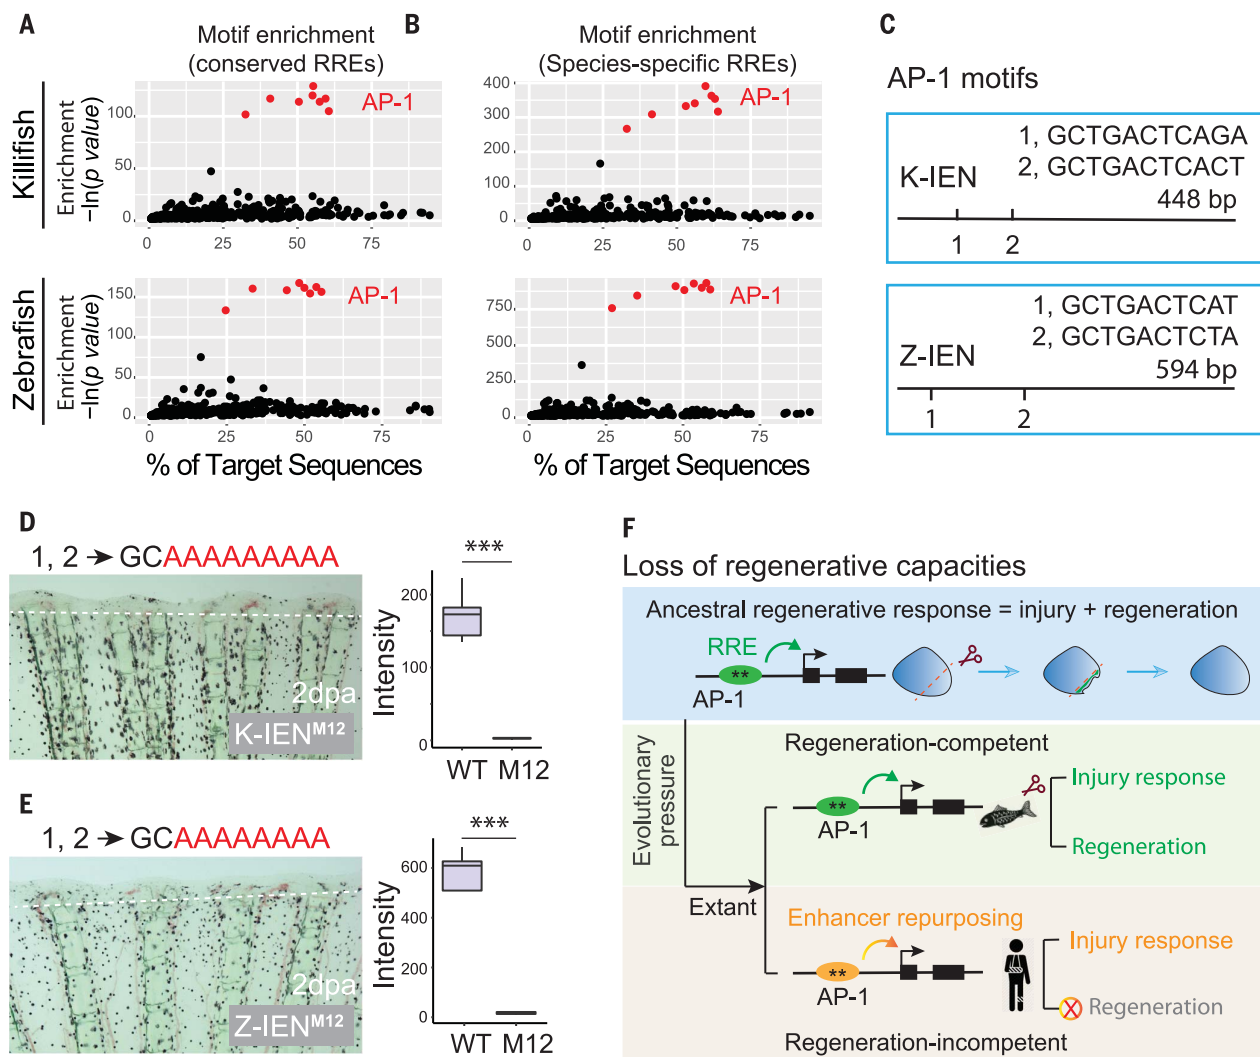 A
Motif enrichment
(conserved RREs)
Killifish
Enrichment
−ln(p value)
100
50
0
0 25 50 75
AP-1
Zebrafish
Enrichment
−ln(p value)
150
100
50
0
0 25 50 75
AP-1
% of Target Sequences
B
Motif enrichment
(Species-specific RREs)
400
300
200
100
0
0 25 50 75
AP-1
750
500
250
0
0 25 50 75
AP-1
% of Target Sequences
C
AP-1 motifs
K-IEN
1, GCTGACTCAGA
2, GCTGACTCACT
448 bp
1 2
Z-IEN
1, GCTGACTCAT
2, GCTGACTCTA
594 bp
1 2
D
1, 2 → GCAAAAAAAAA
2dpa
K-IENM12
***
Intensity
200
100
0
WT M12
E
1, 2 → GCAAAAAAAA
2dpa
Z-IENM12
***
Intensity
600
400
200
0
WT M12
F
Loss of regenerative capacities
Ancestral regenerative response = injury + regeneration
RRE
**
AP-1
Evolutionary
pressure
Extant
Regeneration-competent
**
AP-1
Injury response
Regeneration
Enhancer repurposing
**
AP-1
Injury response
Regeneration
Regeneration-incompetent